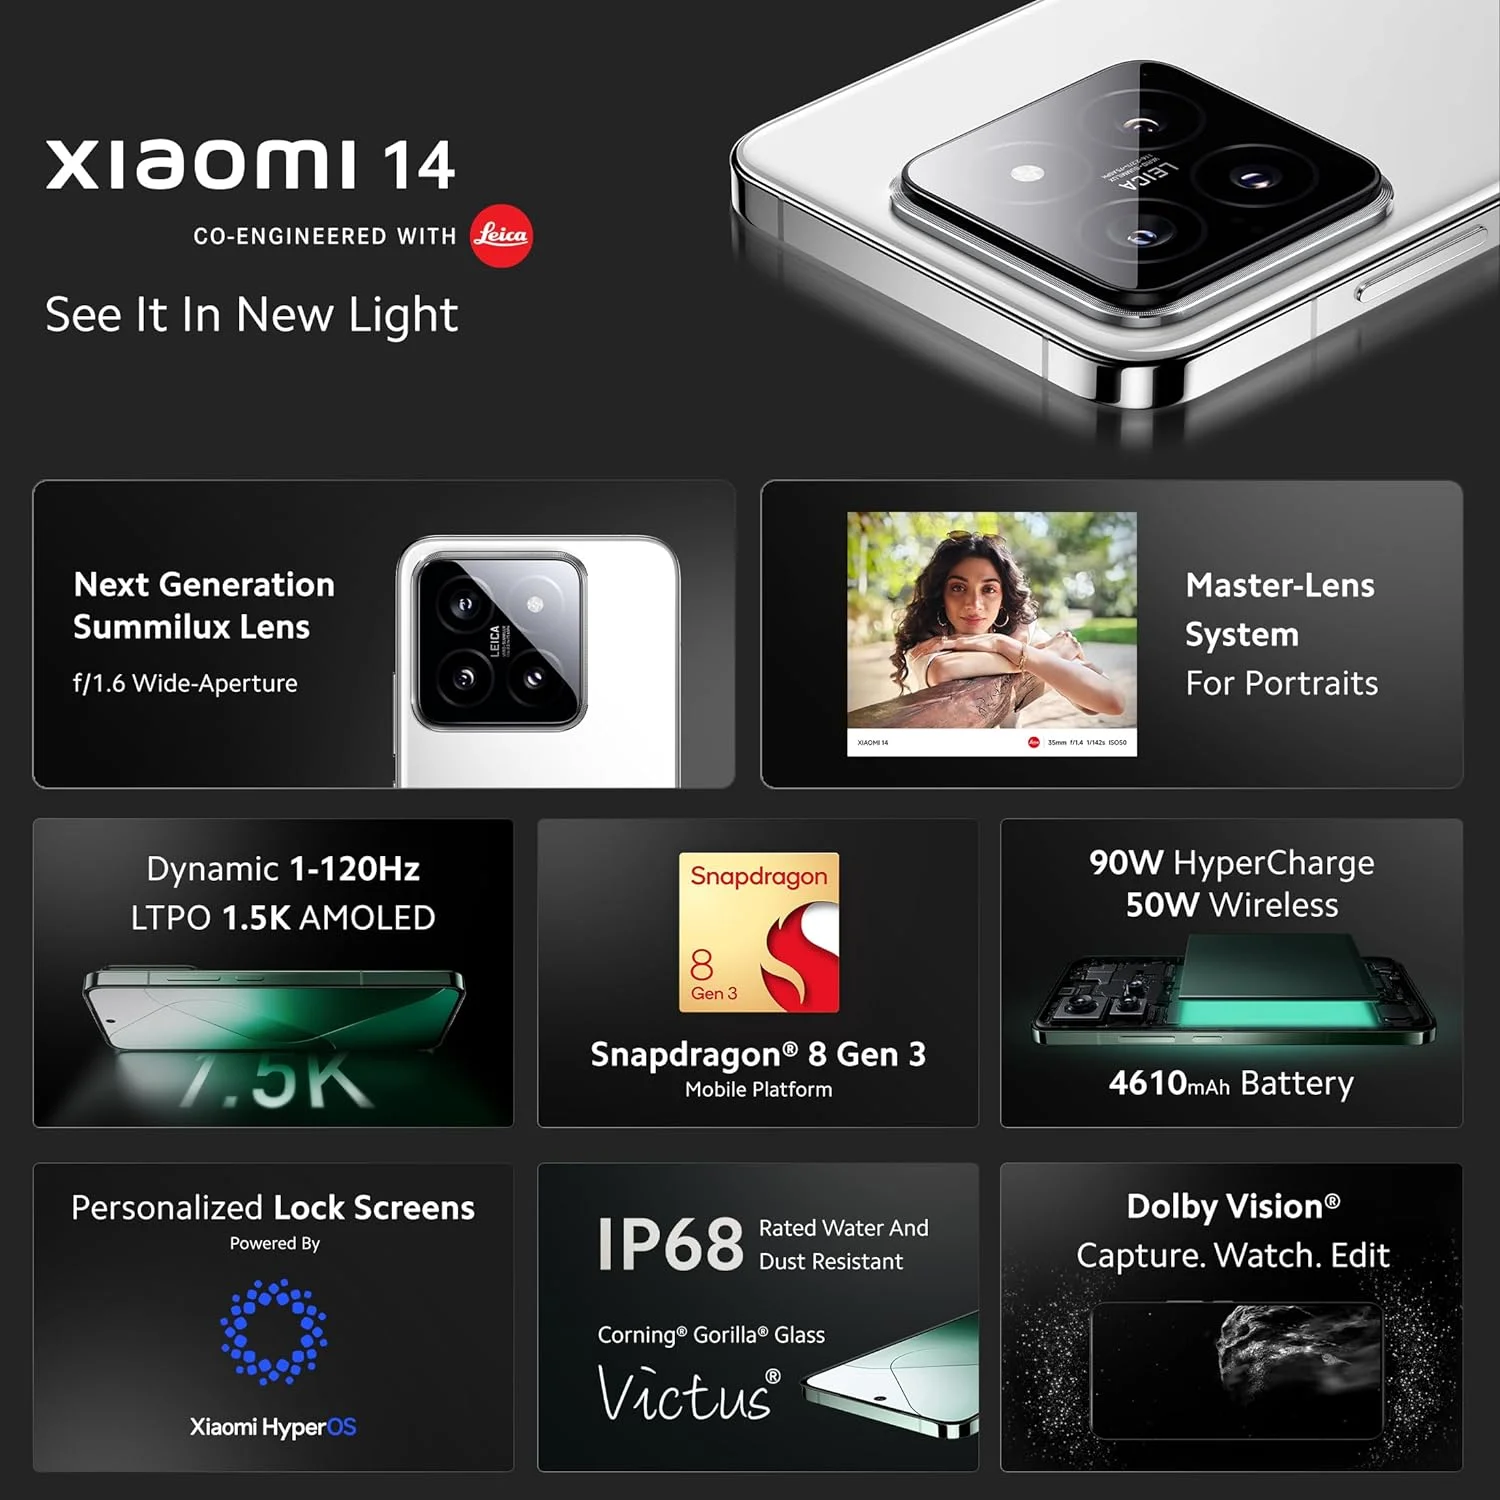 xiaomi 14
CO-ENGINEERED WITH Leica
See It In New Light
LEICA
Next Generation
Summilux Lens
f/1.6 Wide-Aperture
LEICA
XIAOMI 14
Leica 35mm f/1.4 1/142s ISO50
Master-Lens
System
For Portraits
Dynamic 1-120Hz
LTPO 1.5K AMOLED
1.5K
Snapdragon
8
Gen 3
Snapdragon® 8 Gen 3
Mobile Platform
90W HyperCharge
50W Wireless
4610mAh Battery
Personalized Lock Screens
Powered By
Xiaomi HyperOS
IP68 Rated Water And
Dust Resistant
Corning® Gorilla® Glass
Victus®
Dolby Vision®
Capture. Watch. Edit